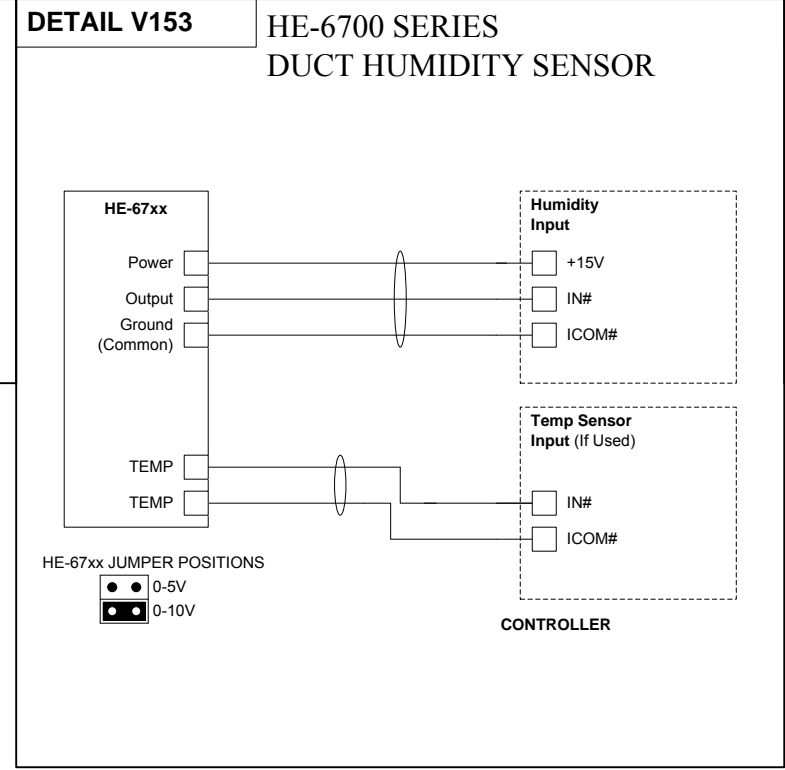 DETAIL V153
HE-6700 SERIES
DUCT HUMIDITY SENSOR
HE-67xx
Power
Output
Ground
(Common)
TEMP
TEMP
Humidity
Input
+15V
IN#
ICOM#
Temp Sensor
Input (If Used)
IN#
ICOM#
HE-67xx JUMPER POSITIONS
0-5V
0-10V
CONTROLLER